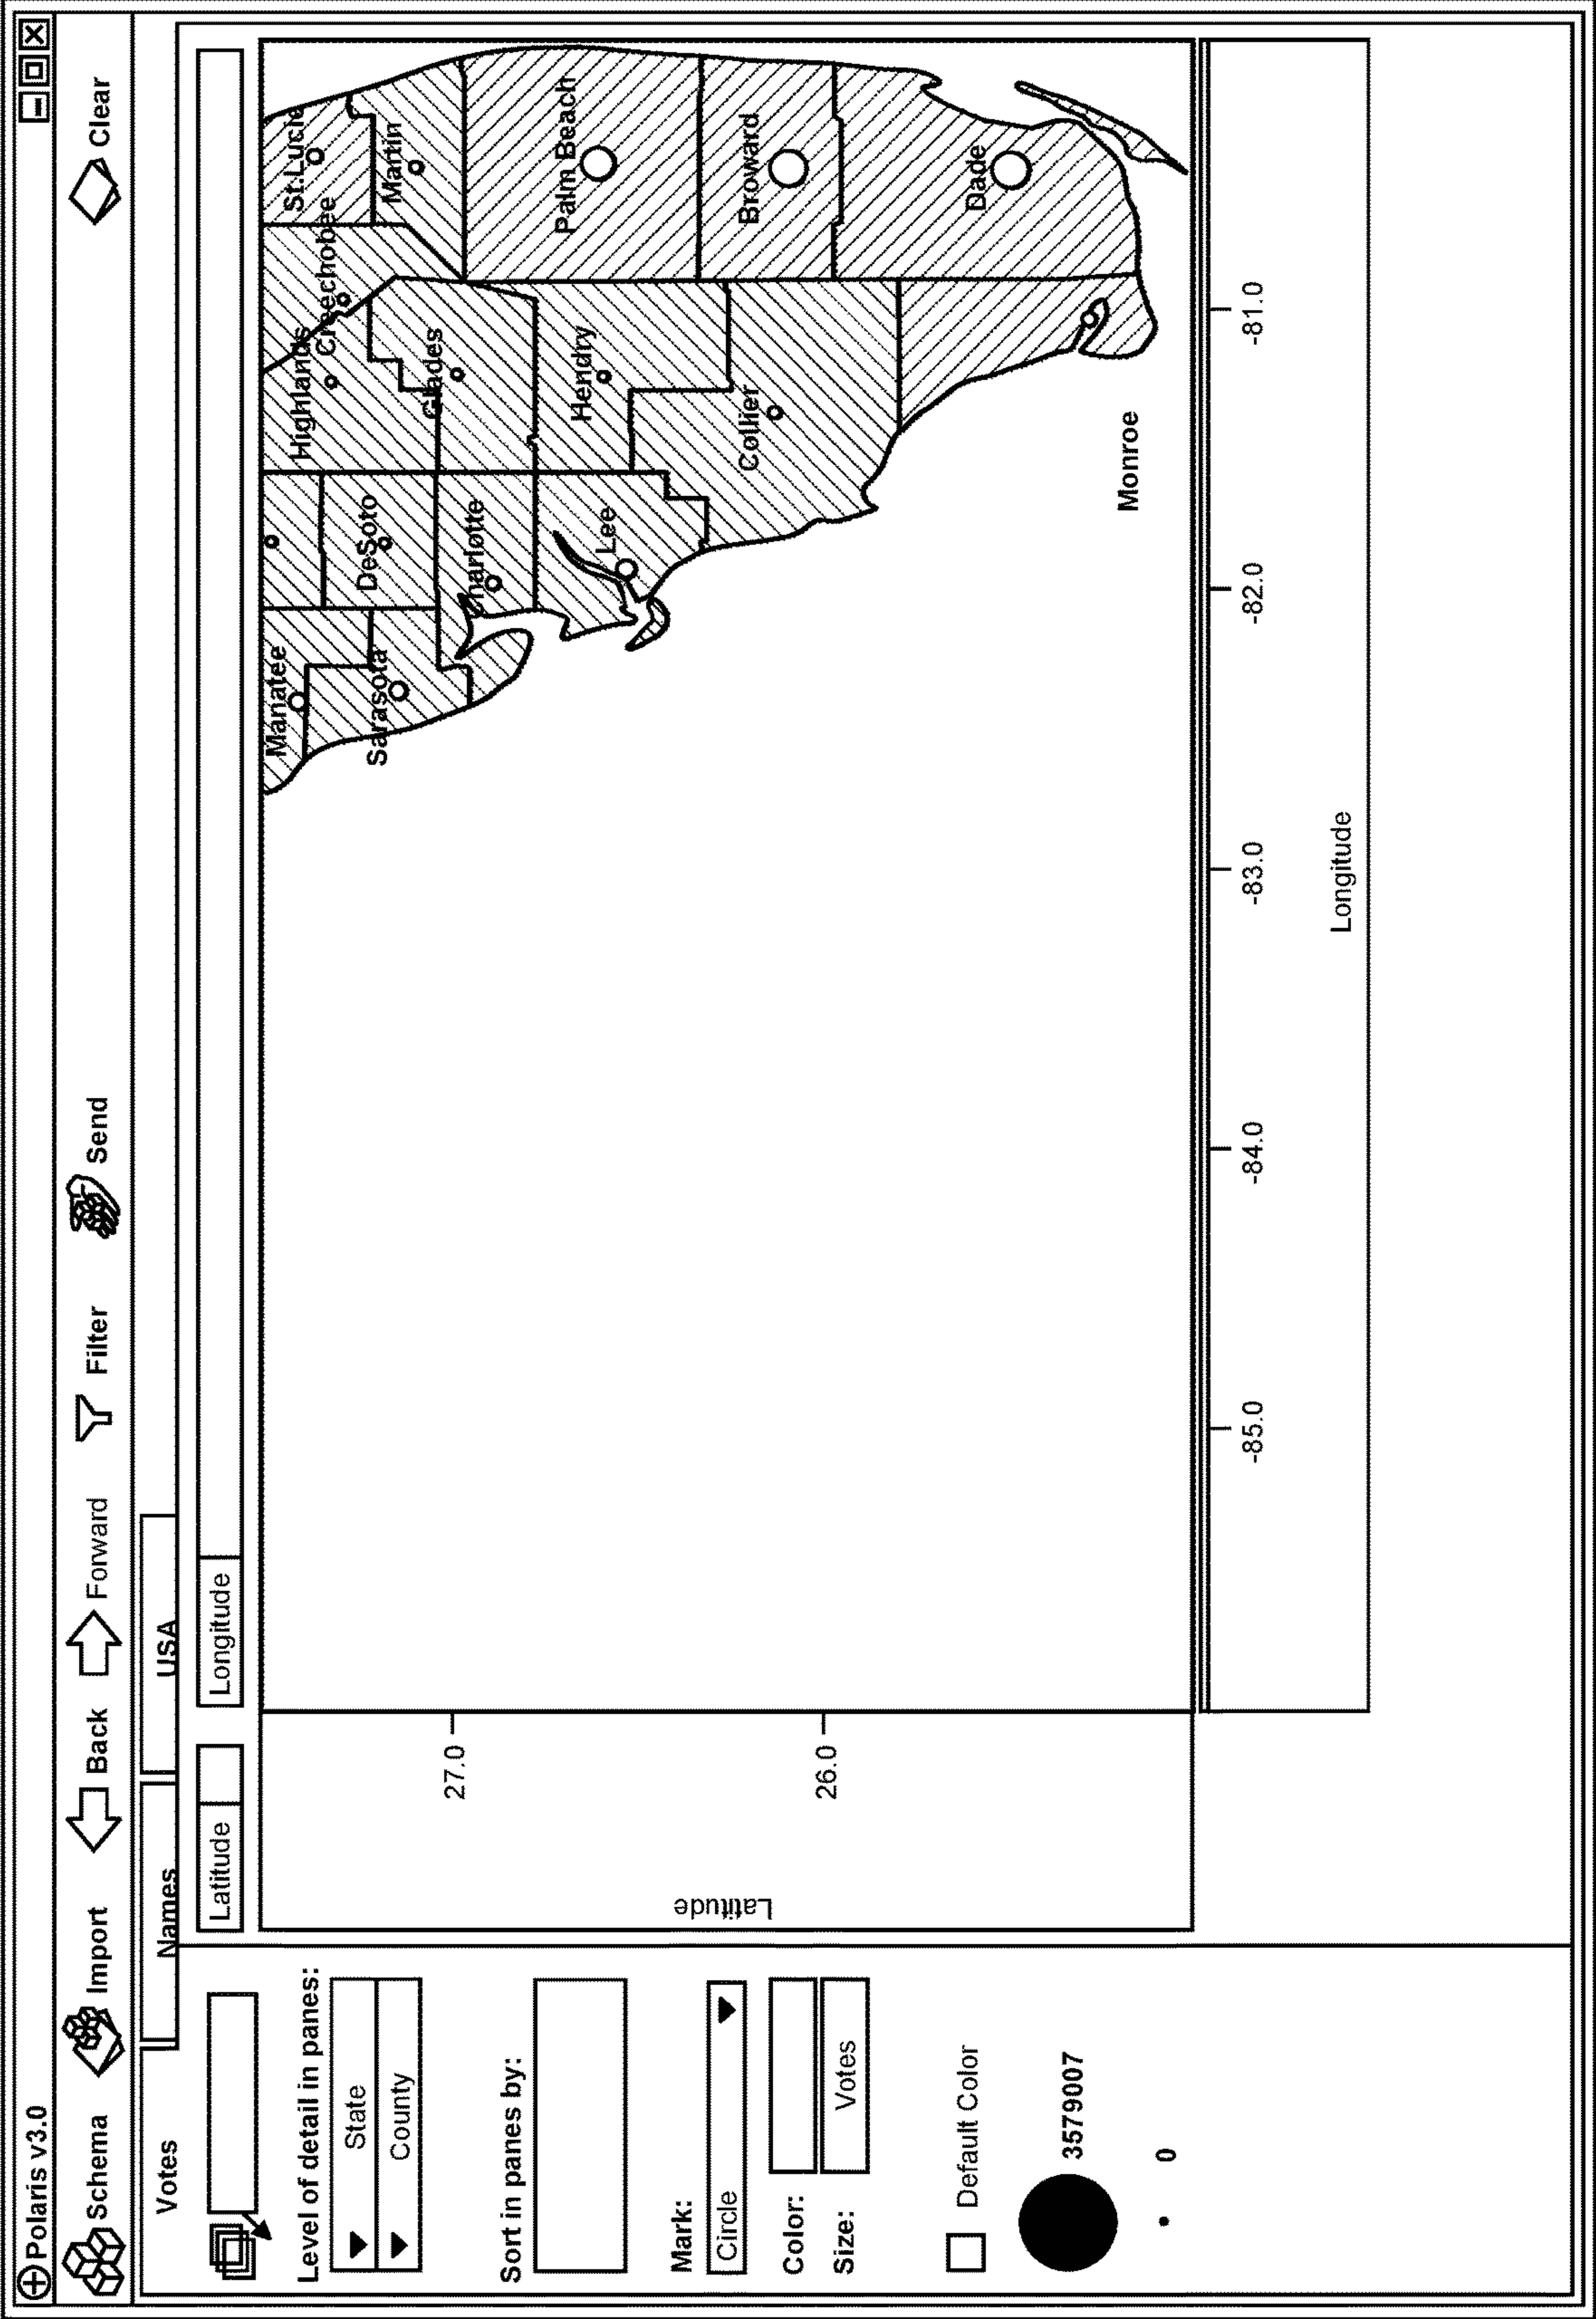 Polaris v3.0
Schema Import Back Forward Filter Send Clear
Votes Names USA
Latitude Longitude
Level of detail in panes:
State
County
Sort in panes by:
Mark:
Circle
Color:
Size: Votes
Default Color
3579007
0
Latitude
27.0
26.0
Manatee
Sarasota
DeSoto
harlotte
Lee
Highlands
Creechobee
Glades
Hendry
Collier
Monroe
St.Lucie
Martin
Palm Beach
Broward
Dade
-85.0 -84.0 -83.0 -82.0 -81.0
Longitude